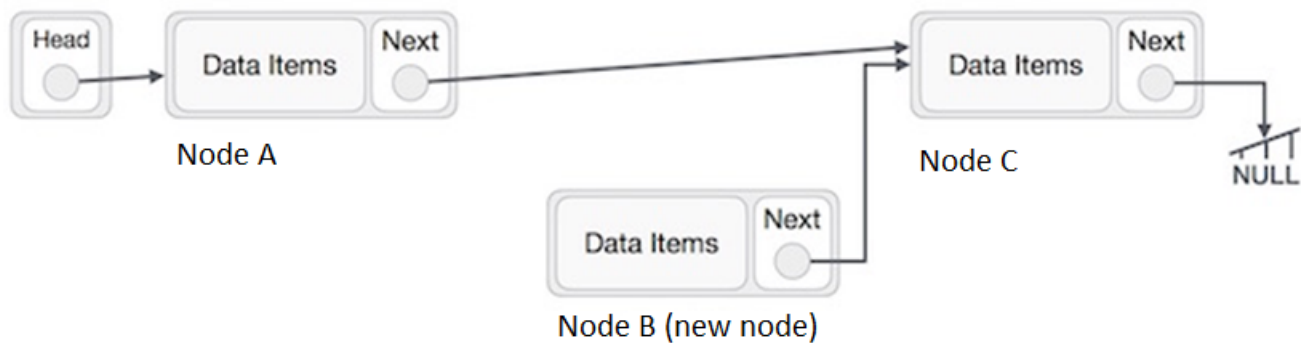 Head
Data Items
Next
Data Items
Next
Node A
Node C
NULL
Data Items
Next
Node B (new node)